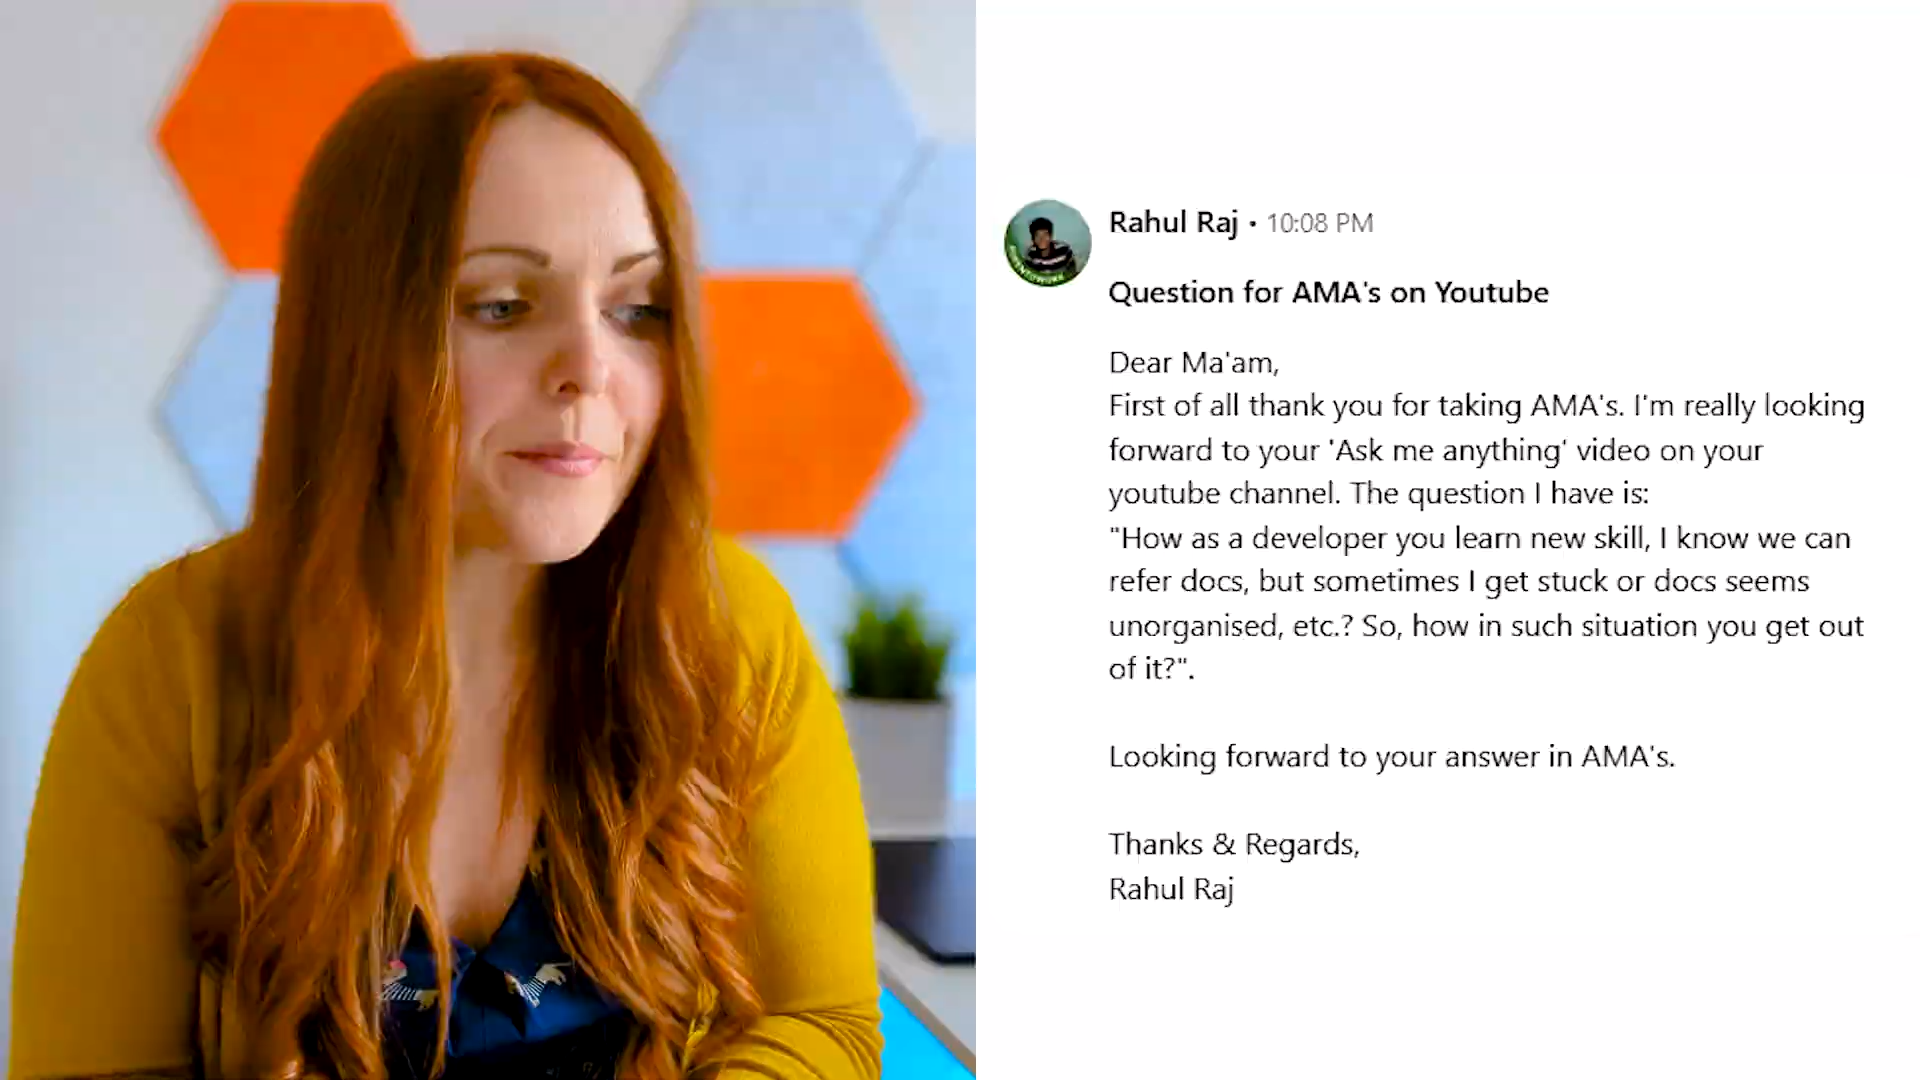 Rahul Raj • 10:08 PM
Question for AMA's on Youtube
Dear Ma'am,
First of all thank you for taking AMA's. I'm really looking
forward to your 'Ask me anything' video on your
youtube channel. The question I have is:
"How as a developer you learn new skill, I know we can
refer docs, but sometimes I get stuck or docs seems
unorganised, etc.? So, how in such situation you get out
of it?".
Looking forward to your answer in AMA's.
Thanks & Regards,
Rahul Raj